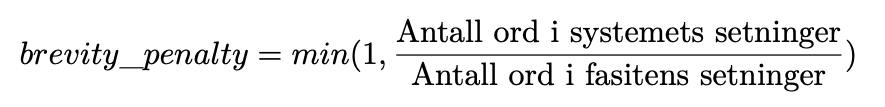 brevity_penalty = min(1, Antall ord i systemets setninger / Antall ord i fasitens setninger)